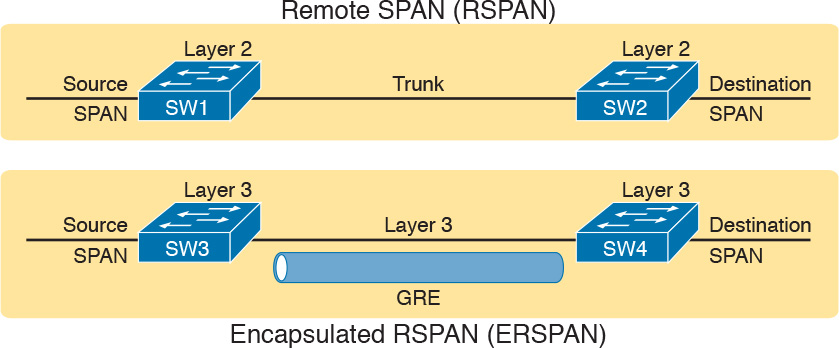 Remote SPAN (RSPAN)
Layer 2
Layer 2
Source
Trunk
Destination
SPAN
SW1
SW2
SPAN
Layer 3
Layer 3
Source
Layer 3
Destination
SPAN
SW3
SW4
SPAN
GRE
Encapsulated RSPAN (ERSPAN)